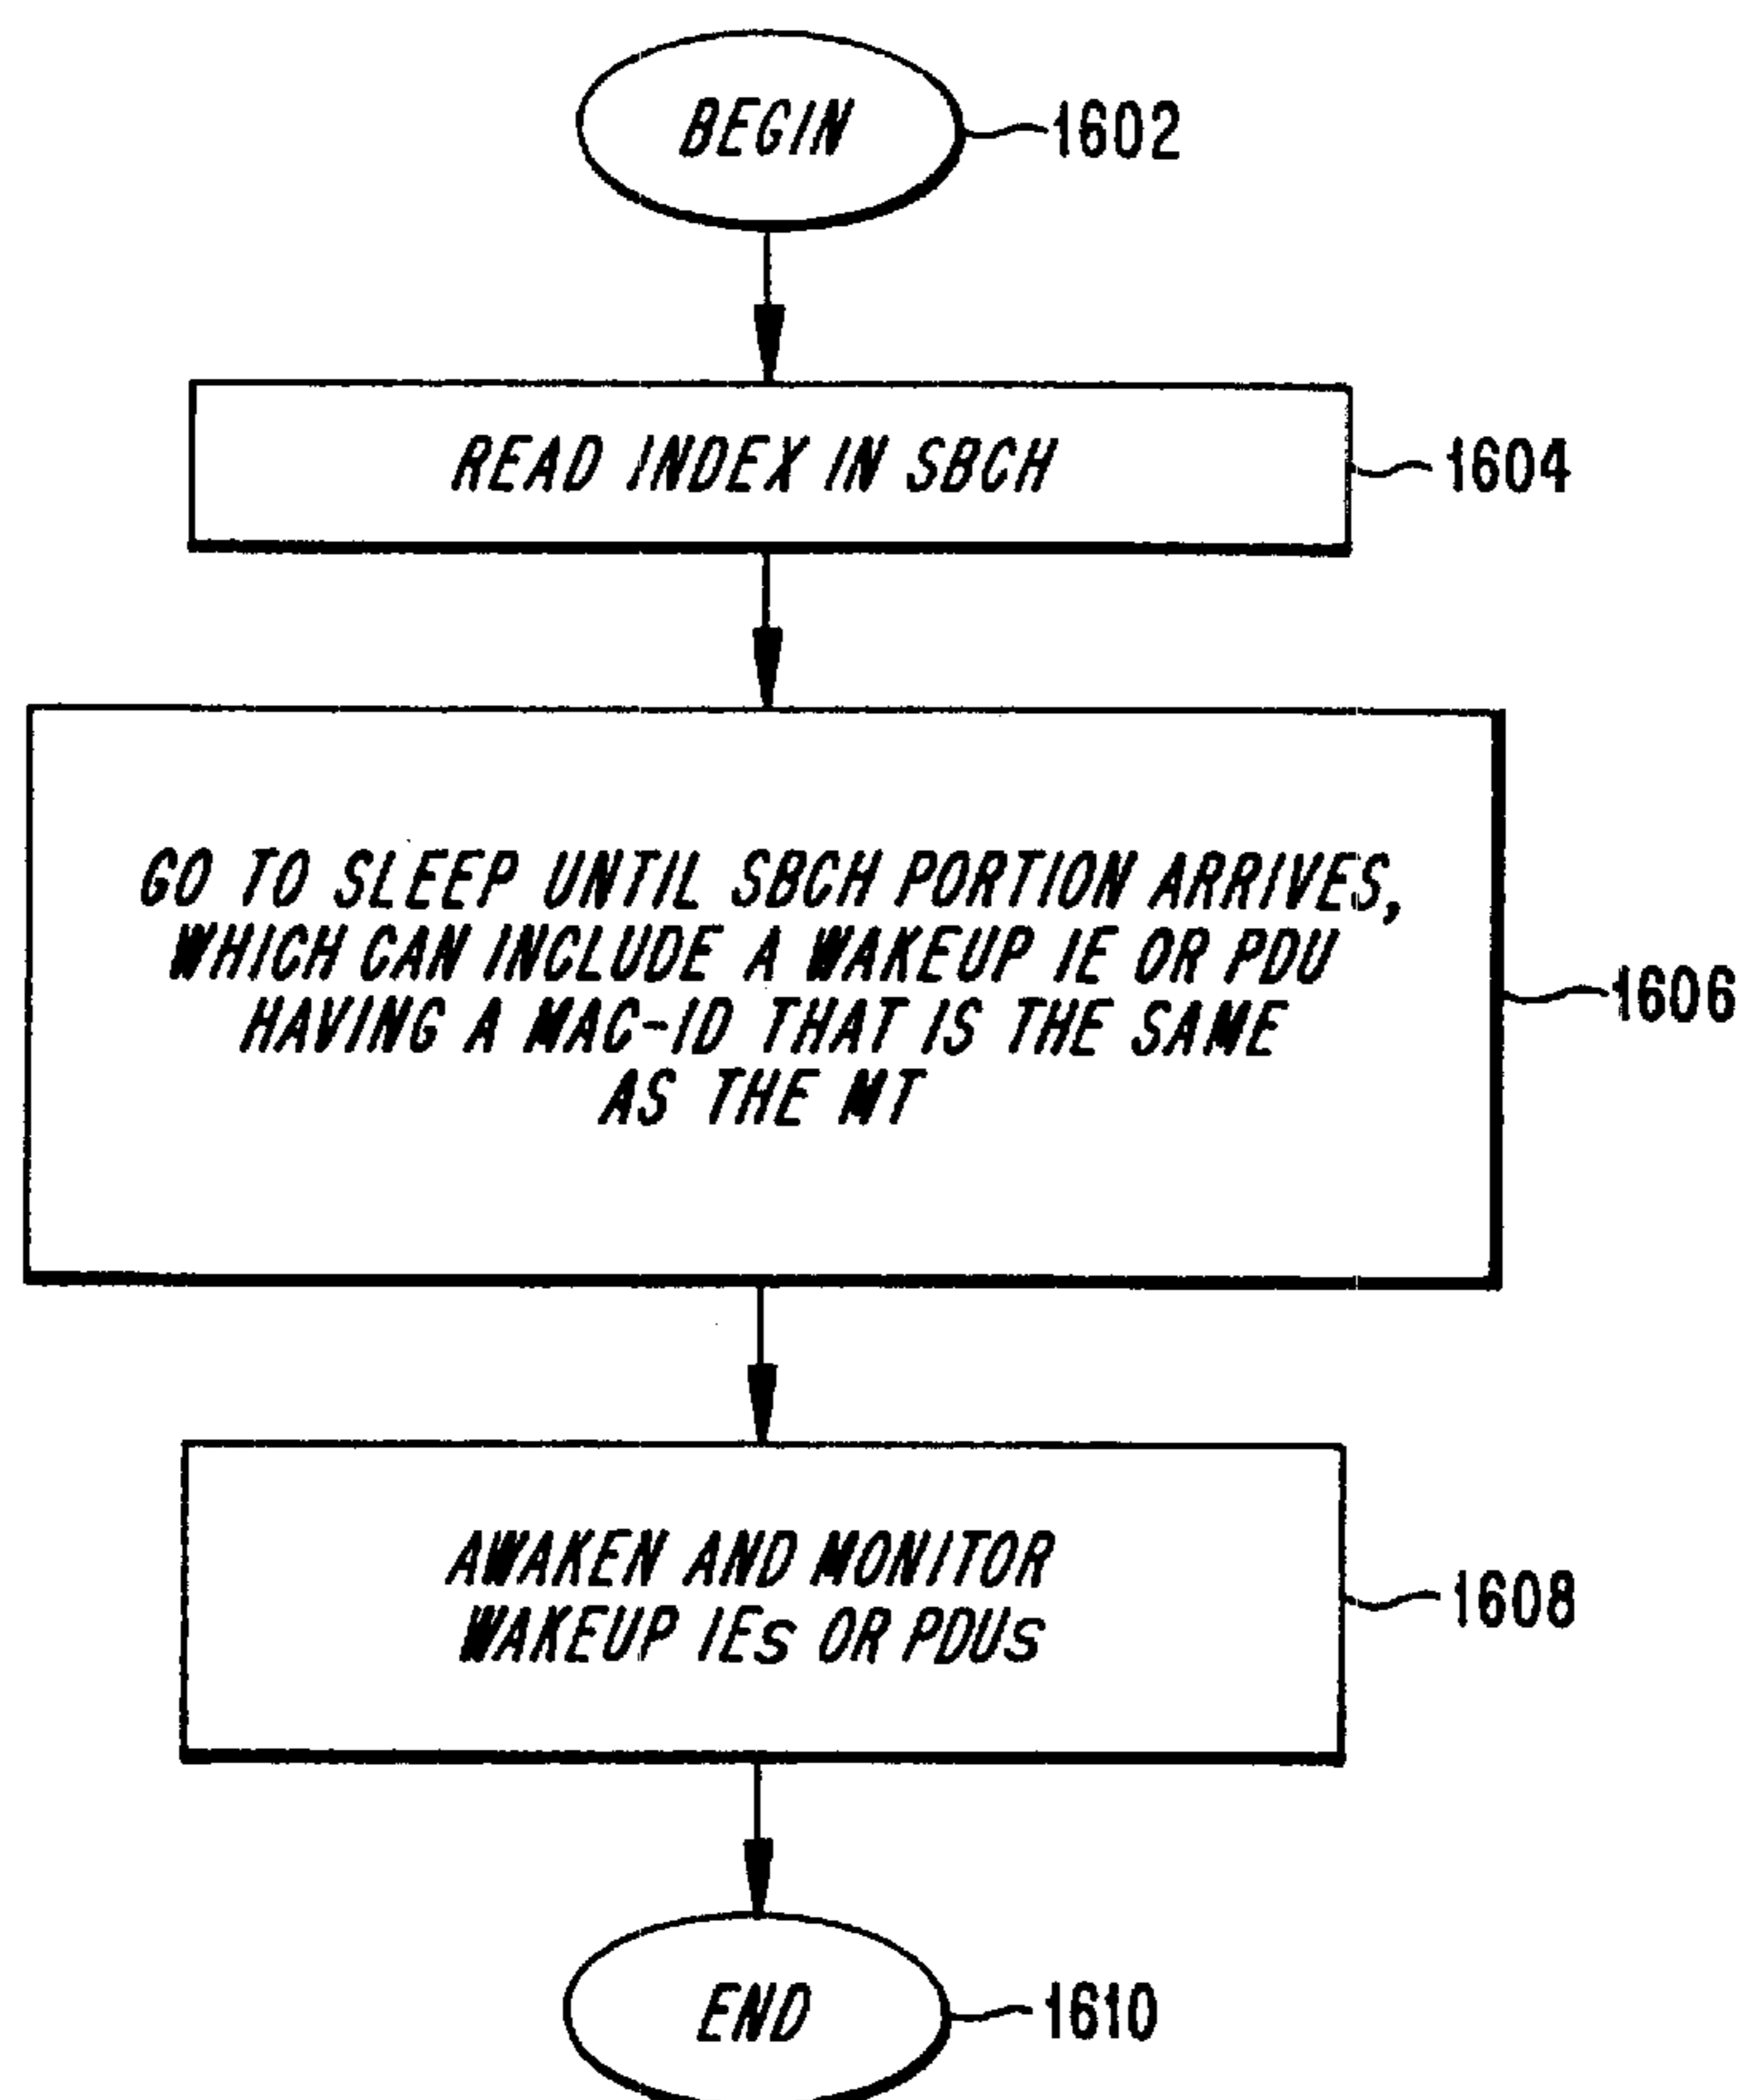 BEGIN
1602
READ INDEX IN SBCH
1604
GO TO SLEEP UNTIL SBCH PORTION ARRIVES,
WHICH CAN INCLUDE A WAKEUP IE OR PDU
HAVING A MAC-ID THAT IS THE SAME
AS THE MT
1606
AWAKEN AND MONITOR
WAKEUP IEs OR PDUs
1608
END
1610